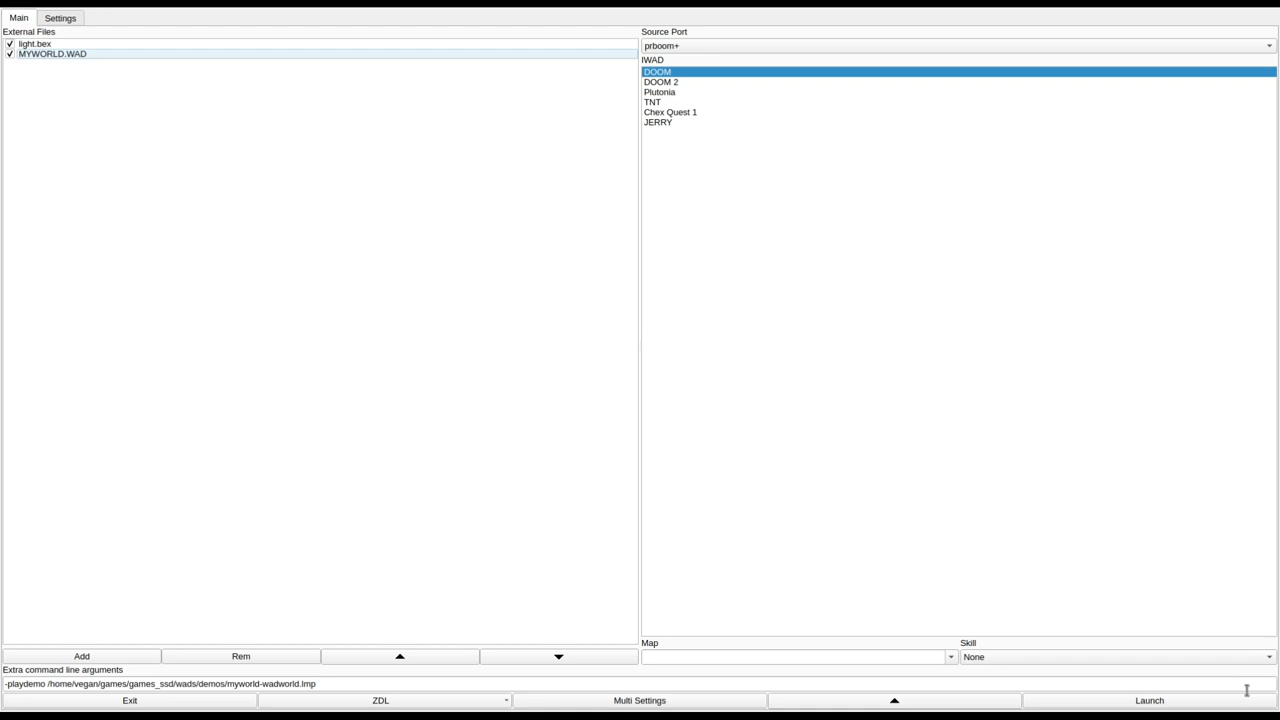 Main Settings
External Files
light.bex
MYWORLD.WAD
Source Port
prboom+
IWAD
DOOM
DOOM 2
Plutonia
TNT
Chex Quest 1
JERRY
Add Rem
Map Skill
None
Extra command line arguments
-playdemo /home/vegan/games/games_ssd/wads/demos/myworld-wadworld.lmp
Exit ZDL Multi Settings Launch